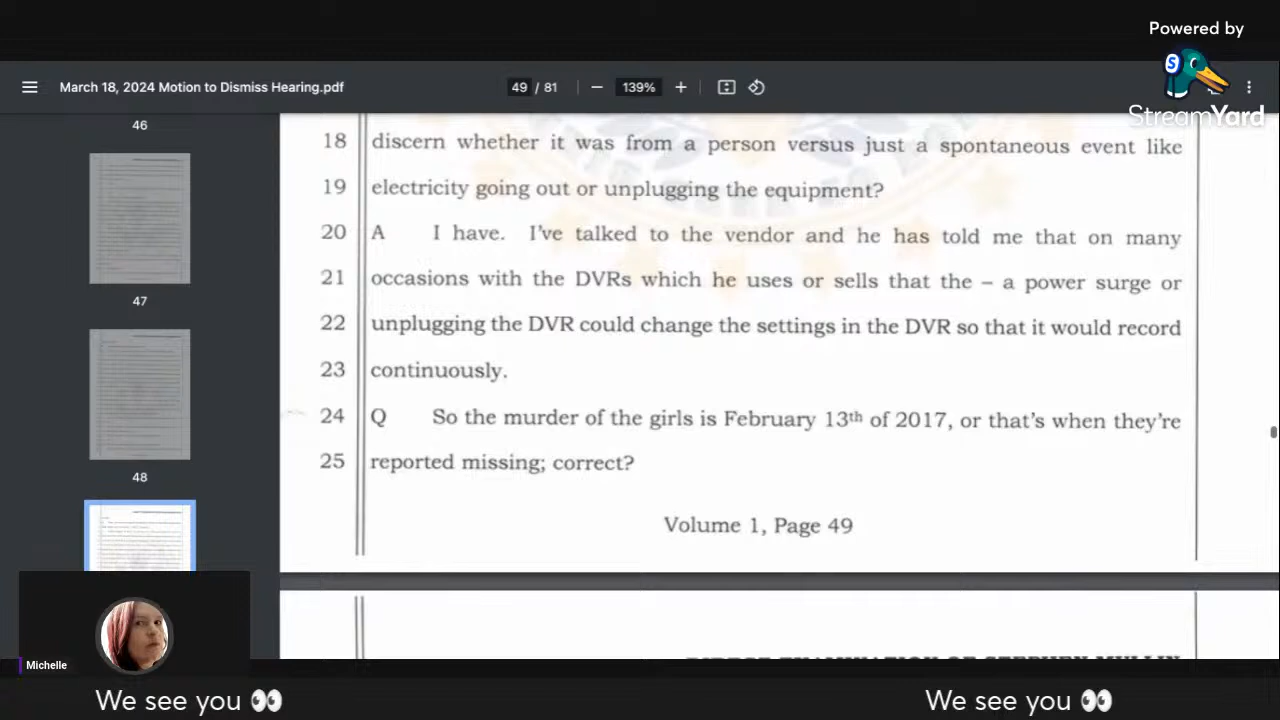 Powered by
StreamYard
March 18, 2024 Motion to Dismiss Hearing.pdf
49 / 81
139%
46
47
48
18 discern whether it was from a person versus just a spontaneous event like
19 electricity going out or unplugging the equipment?
20 A I have. I've talked to the vendor and he has told me that on many
21 occasions with the DVRs which he uses or sells that the – a power surge or
22 unplugging the DVR could change the settings in the DVR so that it would record
23 continuously.
24 Q So the murder of the girls is February 13th of 2017, or that's when they're
25 reported missing; correct?
Volume 1, Page 49
DIRECT EXAMINATION OF STEPHEN MULLIN
Michelle
We see you 👀
We see you 👀